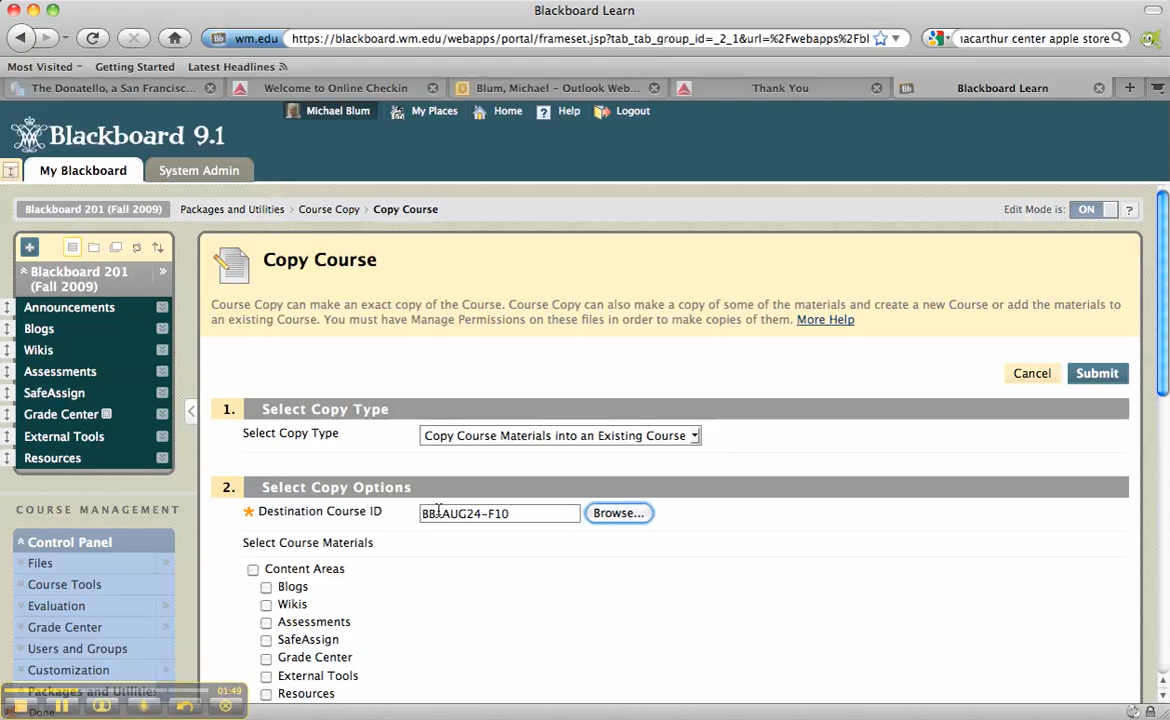 Blackboard Learn
wm.edu
https://blackboard.wm.edu/webapps/portal/frameset.jsp?tab_tab_group_id=_2_1&url=%2Fwebapps%2Fbl
macarthur center apple store
Most Visited
Getting Started
Latest Headlines
The Donatello, a San Francisc...
Welcome to Online Checkin
Blum, Michael – Outlook Web...
Thank You
Blackboard Learn
Michael Blum
My Places
Home
? Help
Logout
Blackboard 9.1
My Blackboard
System Admin
Blackboard 201 (Fall 2009)
Packages and Utilities > Course Copy > Copy Course
Edit Mode is: ON ?
Blackboard 201
(Fall 2009)
Announcements
Blogs
Wikis
Assessments
SafeAssign
Grade Center
External Tools
Resources
COURSE MANAGEMENT
Control Panel
Files
Course Tools
Evaluation
Grade Center
Users and Groups
Customization
Packages and Utilities
Done
01:49
Copy Course
Course Copy can make an exact copy of the Course. Course Copy can also make a copy of some of the materials and create a new Course or add the materials to
an existing Course. You must have Manage Permissions on these files in order to make copies of them. More Help
Cancel
Submit
1. Select Copy Type
Select Copy Type
Copy Course Materials into an Existing Course
2. Select Copy Options
Destination Course ID
AUG24-F10
Browse...
Select Course Materials
Content Areas
Blogs
Wikis
Assessments
SafeAssign
Grade Center
External Tools
Resources